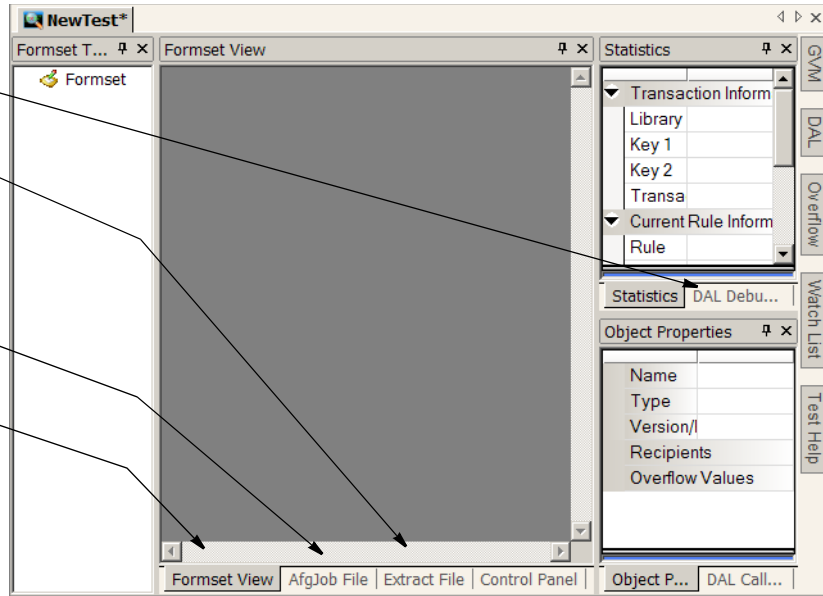 NewTest*
Formset T...
Formset
Formset View
Formset View
AfgJob File
Extract File
Control Panel
Statistics
Transaction Inform
Library
Key 1
Key 2
Transa
Current Rule Inform
Rule
Statistics
DAL Debu...
Object Properties
Name
Type
Version/I
Recipients
Overflow Values
Object P...
DAL Call...
GVM
DAL
Overflow
Watch List
Test Help